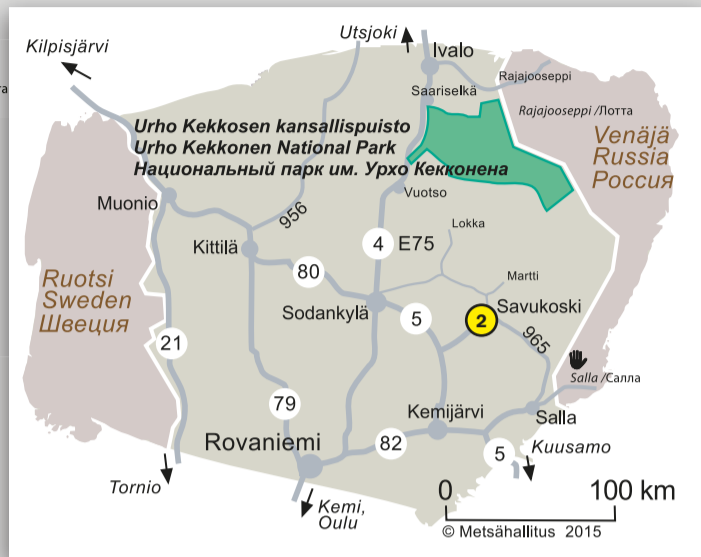 Utsjoki
Kilpisjärvi
Ivalo
ra
Rajajooseppi
Saariselkä
Rajajooseppi /Лотта
Urho Kekkosen kansallispuisto
Urho Kekkonen National Park
Национальный парк им. Урхо Кекконена
Venäjä
Russia
Россия
Muonio
956
Vuotso
Kittilä
4 E75
Lokka
80
Martti
Ruotsi
Sweden
Швеция
Sodankylä
5
2
Savukoski
21
965
Salla /Салла
79
Kemijärvi
Salla
Rovaniemi
82
5
Kuusamo
Tornio
Kemi,
Oulu
0 100 km
© Metsähallitus 2015